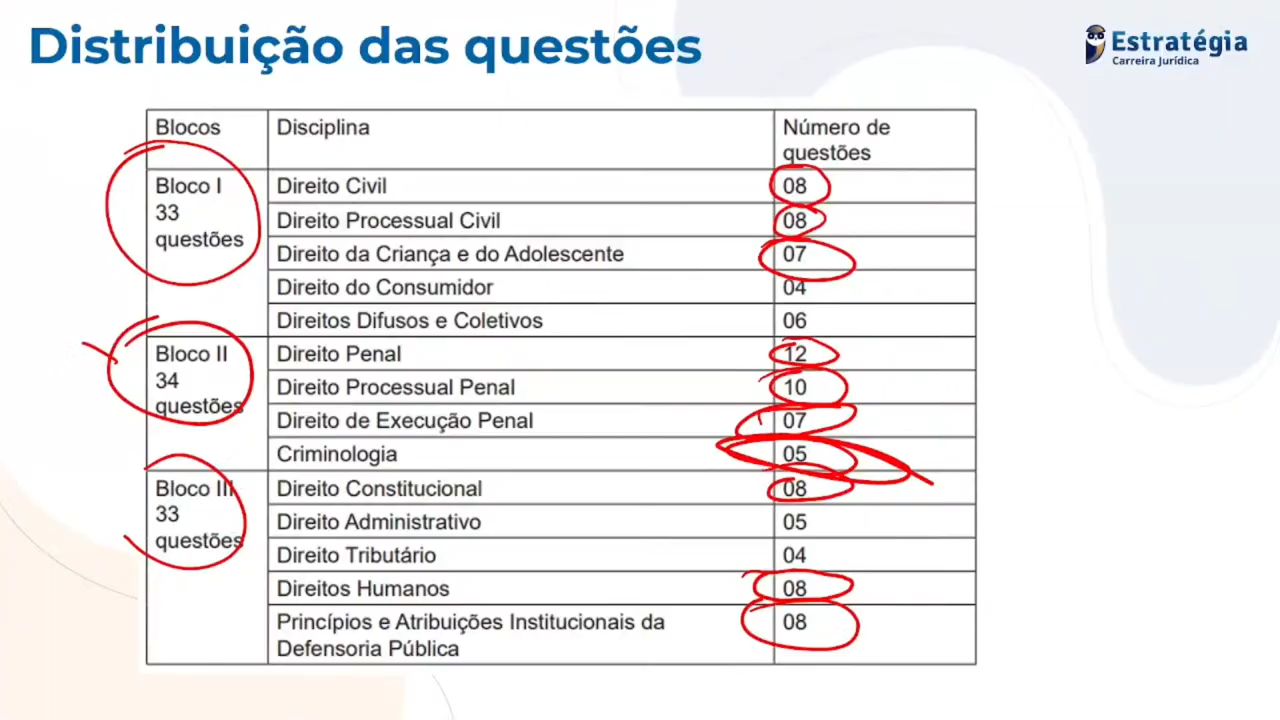 Distribuição das questões
Estratégia
Carreira Jurídica
Blocos Disciplina Número de
questões
Bloco I Direito Civil 08
33 Direito Processual Civil 08
questões Direito da Criança e do Adolescente 07
Direito do Consumidor 04
Direitos Difusos e Coletivos 06
Bloco II Direito Penal 12
34 Direito Processual Penal 10
questões Direito de Execução Penal 07
Criminologia 05
Bloco III Direito Constitucional 08
33 Direito Administrativo 05
questões Direito Tributário 04
Direitos Humanos 08
Princípios e Atribuições Institucionais da 08
Defensoria Pública